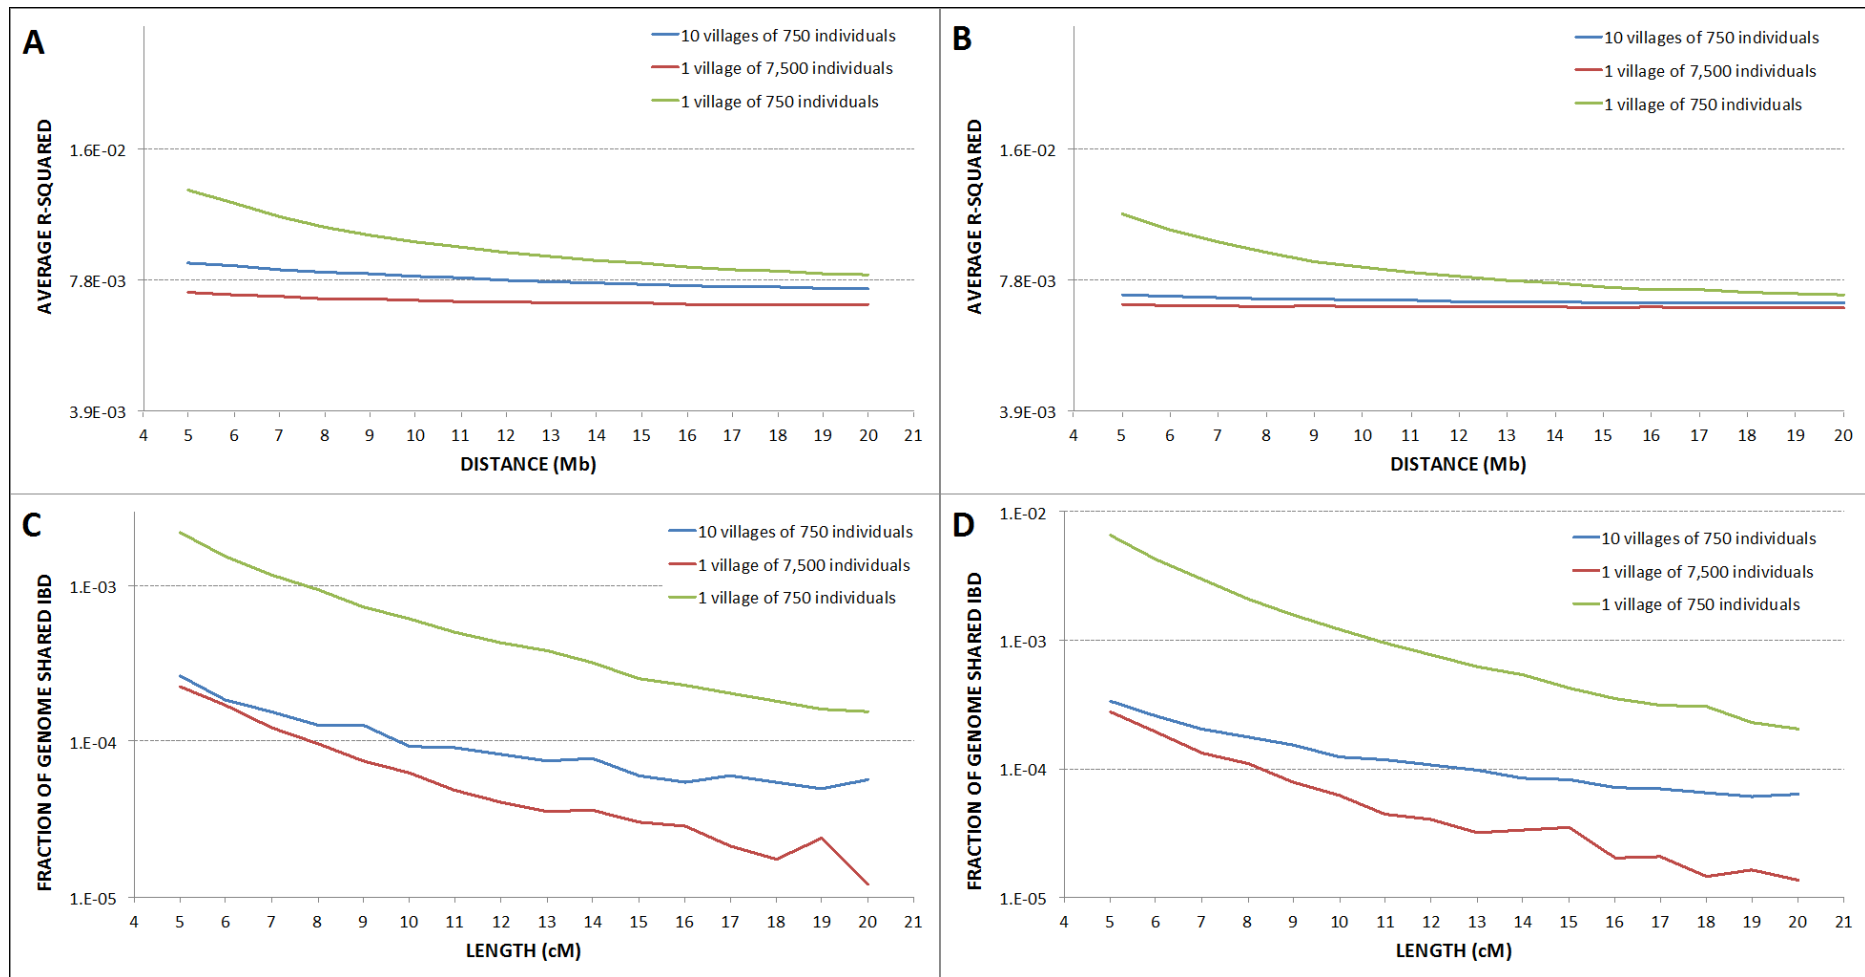 A
10 villages of 750 individuals
1 village of 7,500 individuals
1 village of 750 individuals
AVERAGE R-SQUARED
1.6E-02
7.8E-03
3.9E-03
4 5 6 7 8 9 10 11 12 13 14 15 16 17 18 19 20 21
DISTANCE (Mb)
B
10 villages of 750 individuals
1 village of 7,500 individuals
1 village of 750 individuals
AVERAGE R-SQUARED
1.6E-02
7.8E-03
3.9E-03
4 5 6 7 8 9 10 11 12 13 14 15 16 17 18 19 20
DISTANCE (Mb)
C
10 villages of 750 individuals
1 village of 7,500 individuals
1 village of 750 individuals
FRACTION OF GENOME SHARED IBD
1.E-03
1.E-04
1.E-05
4 5 6 7 8 9 10 11 12 13 14 15 16 17 18 19 20 21
LENGTH (cM)
D
10 villages of 750 individuals
1 village of 7,500 individuals
1 village of 750 individuals
FRACTION OF GENOME SHARED IBD
1.E-02
1.E-03
1.E-04
1.E-05
4 5 6 7 8 9 10 11 12 13 14 15 16 17 18 19 20 21
LENGTH (cM)